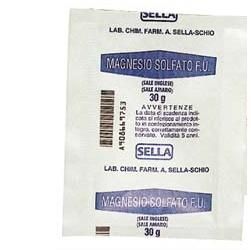 SELLA
LAB. CHIM. FARM. A. SELLA-SCHIO
MAGNESIO SOLFATO F.U.
(SALE INGLESE)
(SALE AMARO)
30 g
AVVERTENZE
La data di scadenza indi-
cata si riferisce al prodot-
to in confezionamento in-
tegro, correttamente con-
servato. Validità 5 anni.
A908669753
SELLA
LAB. CHIM. FARM. A. SELLA-SCHIO
MAGNESIO SOLFATO F.U.
(SALE INGLESE)
(SALE AMARO)
30 g